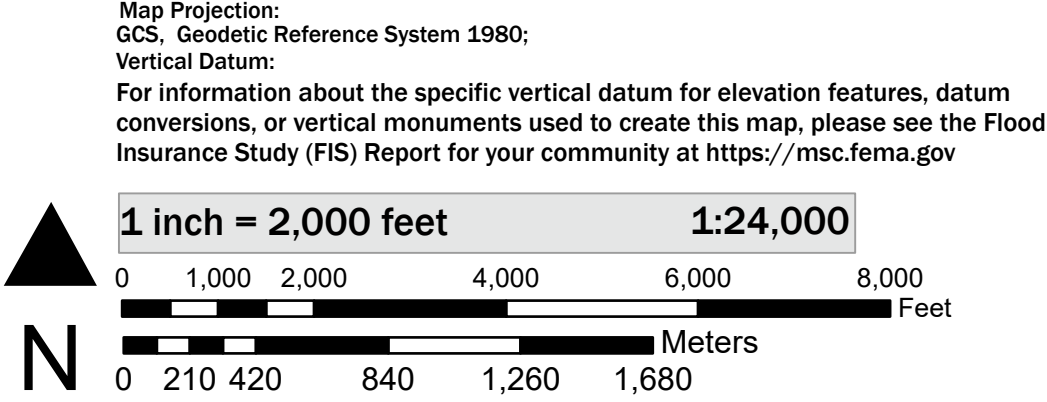 Map Projection:
GCS, Geodetic Reference System 1980;
Vertical Datum:
For information about the specific vertical datum for elevation features, datum
conversions, or vertical monuments used to create this map, please see the Flood
Insurance Study (FIS) Report for your community at https://msc.fema.gov
1 inch = 2,000 feet 1:24,000
0 1,000 2,000 4,000 6,000 8,000
Feet
Meters
N
0 210 420 840 1,260 1,680